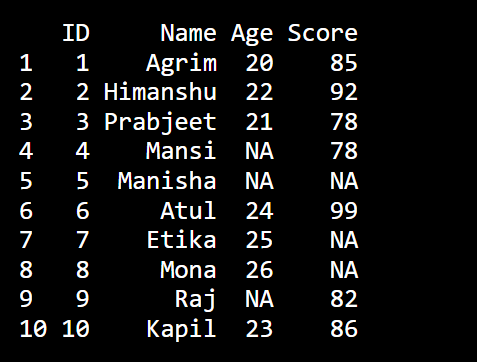 ID Name Age Score
1 1 Agrim 20 85
2 2 Himanshu 22 92
3 3 Prabjeet 21 78
4 4 Mansi NA 78
5 5 Manisha NA NA
6 6 Atul 24 99
7 7 Etika 25 NA
8 8 Mona 26 NA
9 9 Raj NA 82
10 10 Kapil 23 86